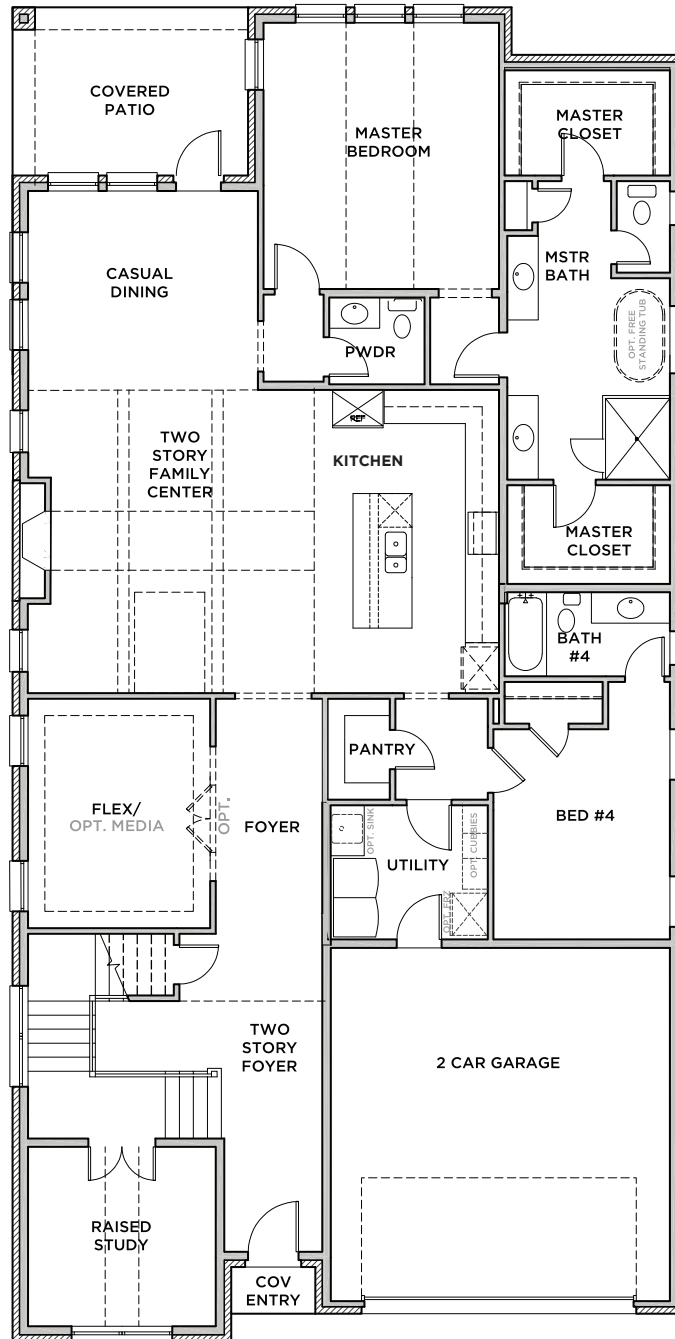 COVERED
PATIO
MASTER
BEDROOM
MASTER
CLOSET
CASUAL
DINING
MSTR
BATH
OPT. FREE
STANDING TUB
PWDR
REF
TWO
STORY
FAMILY
CENTER
KITCHEN
MASTER
CLOSET
BATH
#4
PANTRY
FLEX/
OPT. MEDIA
OPT.
FOYER
OPT. SINK
UTILITY
OPT. CUBBIES
OPT. FRZ
BED #4
TWO
STORY
FOYER
2 CAR GARAGE
RAISED
STUDY
COV
ENTRY